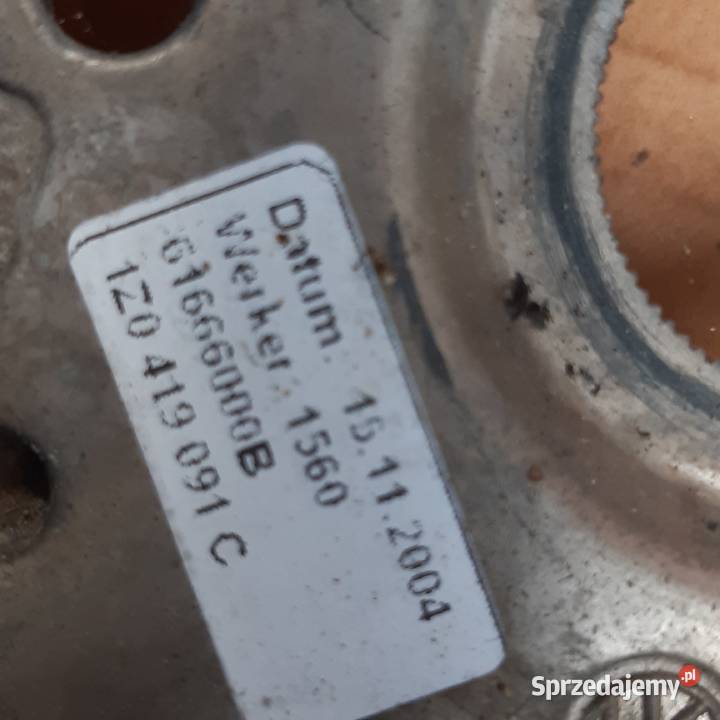 Datum: 15.11.2004
Werker: 1560
61666000B
1Z0 419 091 C
Sprzedajemy.pl